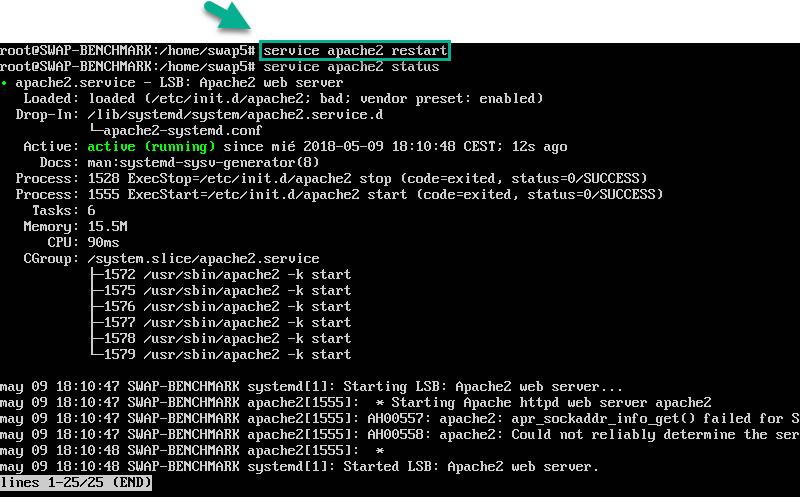 root@SWAP-BENCHMARK:/home/swap5# service apache2 restart
root@SWAP-BENCHMARK:/home/swap5# service apache2 status
• apache2.service - LSB: Apache2 web server
   Loaded: loaded (/etc/init.d/apache2; bad; vendor preset: enabled)
  Drop-In: /lib/systemd/system/apache2.service.d
           └─apache2-systemd.conf
   Active: active (running) since mié 2018-05-09 18:10:48 CEST; 12s ago
     Docs: man:systemd-sysv-generator(8)
  Process: 1528 ExecStop=/etc/init.d/apache2 stop (code=exited, status=0/SUCCESS)
  Process: 1555 ExecStart=/etc/init.d/apache2 start (code=exited, status=0/SUCCESS)
    Tasks: 6
   Memory: 15.5M
      CPU: 90ms
   CGroup: /system.slice/apache2.service
           ├─1572 /usr/sbin/apache2 -k start
           ├─1575 /usr/sbin/apache2 -k start
           ├─1576 /usr/sbin/apache2 -k start
           ├─1577 /usr/sbin/apache2 -k start
           ├─1578 /usr/sbin/apache2 -k start
           └─1579 /usr/sbin/apache2 -k start
may 09 18:10:47 SWAP-BENCHMARK systemd[1]: Starting LSB: Apache2 web server...
may 09 18:10:47 SWAP-BENCHMARK apache2[1555]:  * Starting Apache httpd web server apache2
may 09 18:10:47 SWAP-BENCHMARK apache2[1555]: AH00557: apache2: apr_sockaddr_info_get() failed for S
may 09 18:10:47 SWAP-BENCHMARK apache2[1555]: AH00558: apache2: Could not reliably determine the ser
may 09 18:10:48 SWAP-BENCHMARK apache2[1555]:  *
may 09 18:10:48 SWAP-BENCHMARK systemd[1]: Started LSB: Apache2 web server.
lines 1-25/25 (END)